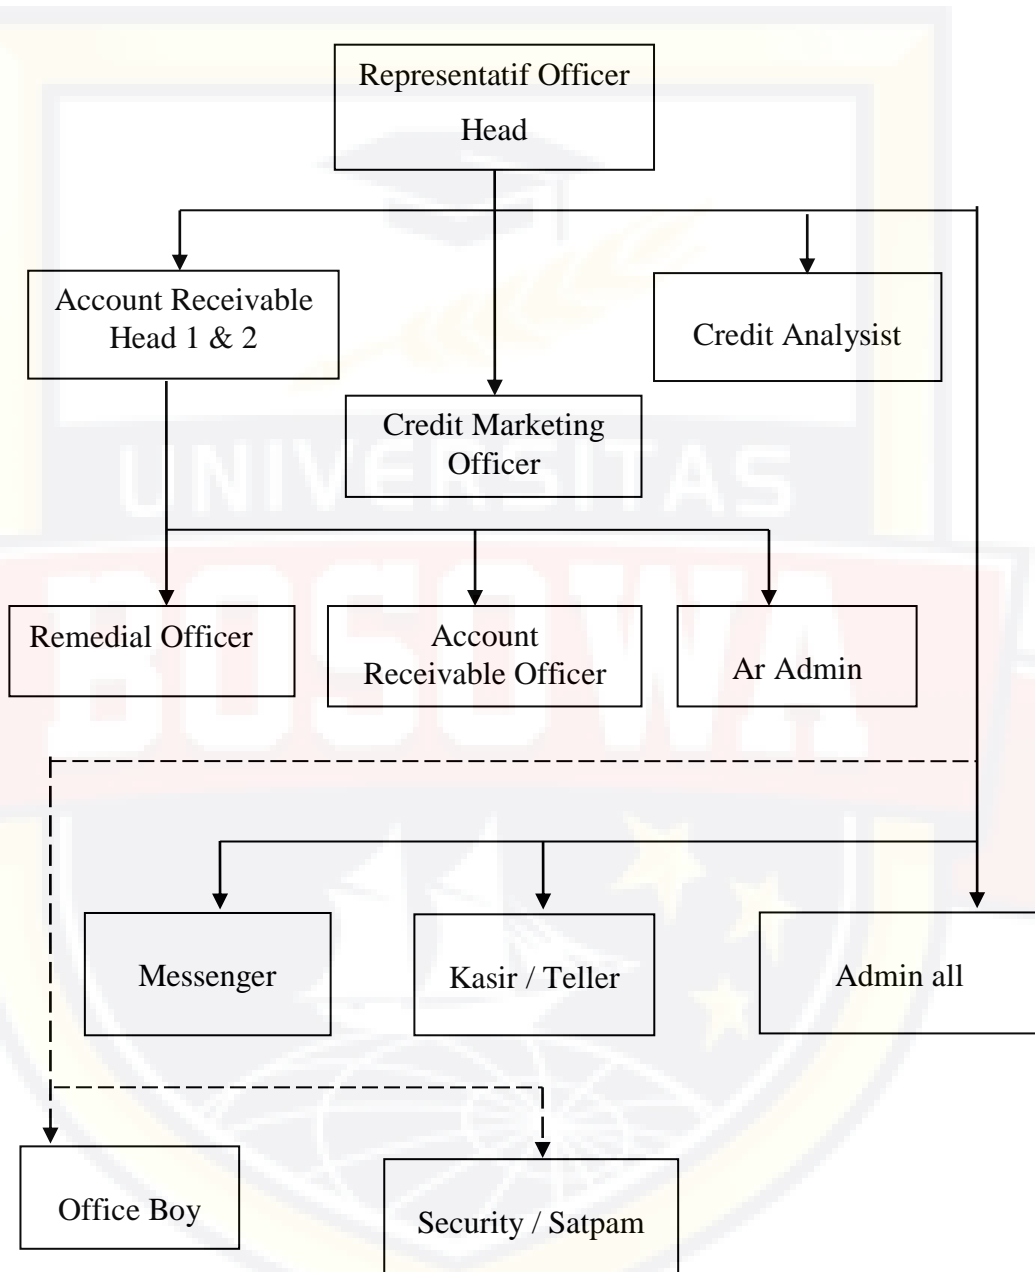 Representatif Officer
Head
Account Receivable
Head 1 & 2
Credit Analysist
Credit Marketing
Officer
UNIVERSITAS
BOSOWA
Remedial Officer
Account
Receivable Officer
Ar Admin
Messenger
Kasir / Teller
Admin all
Office Boy
Security / Satpam